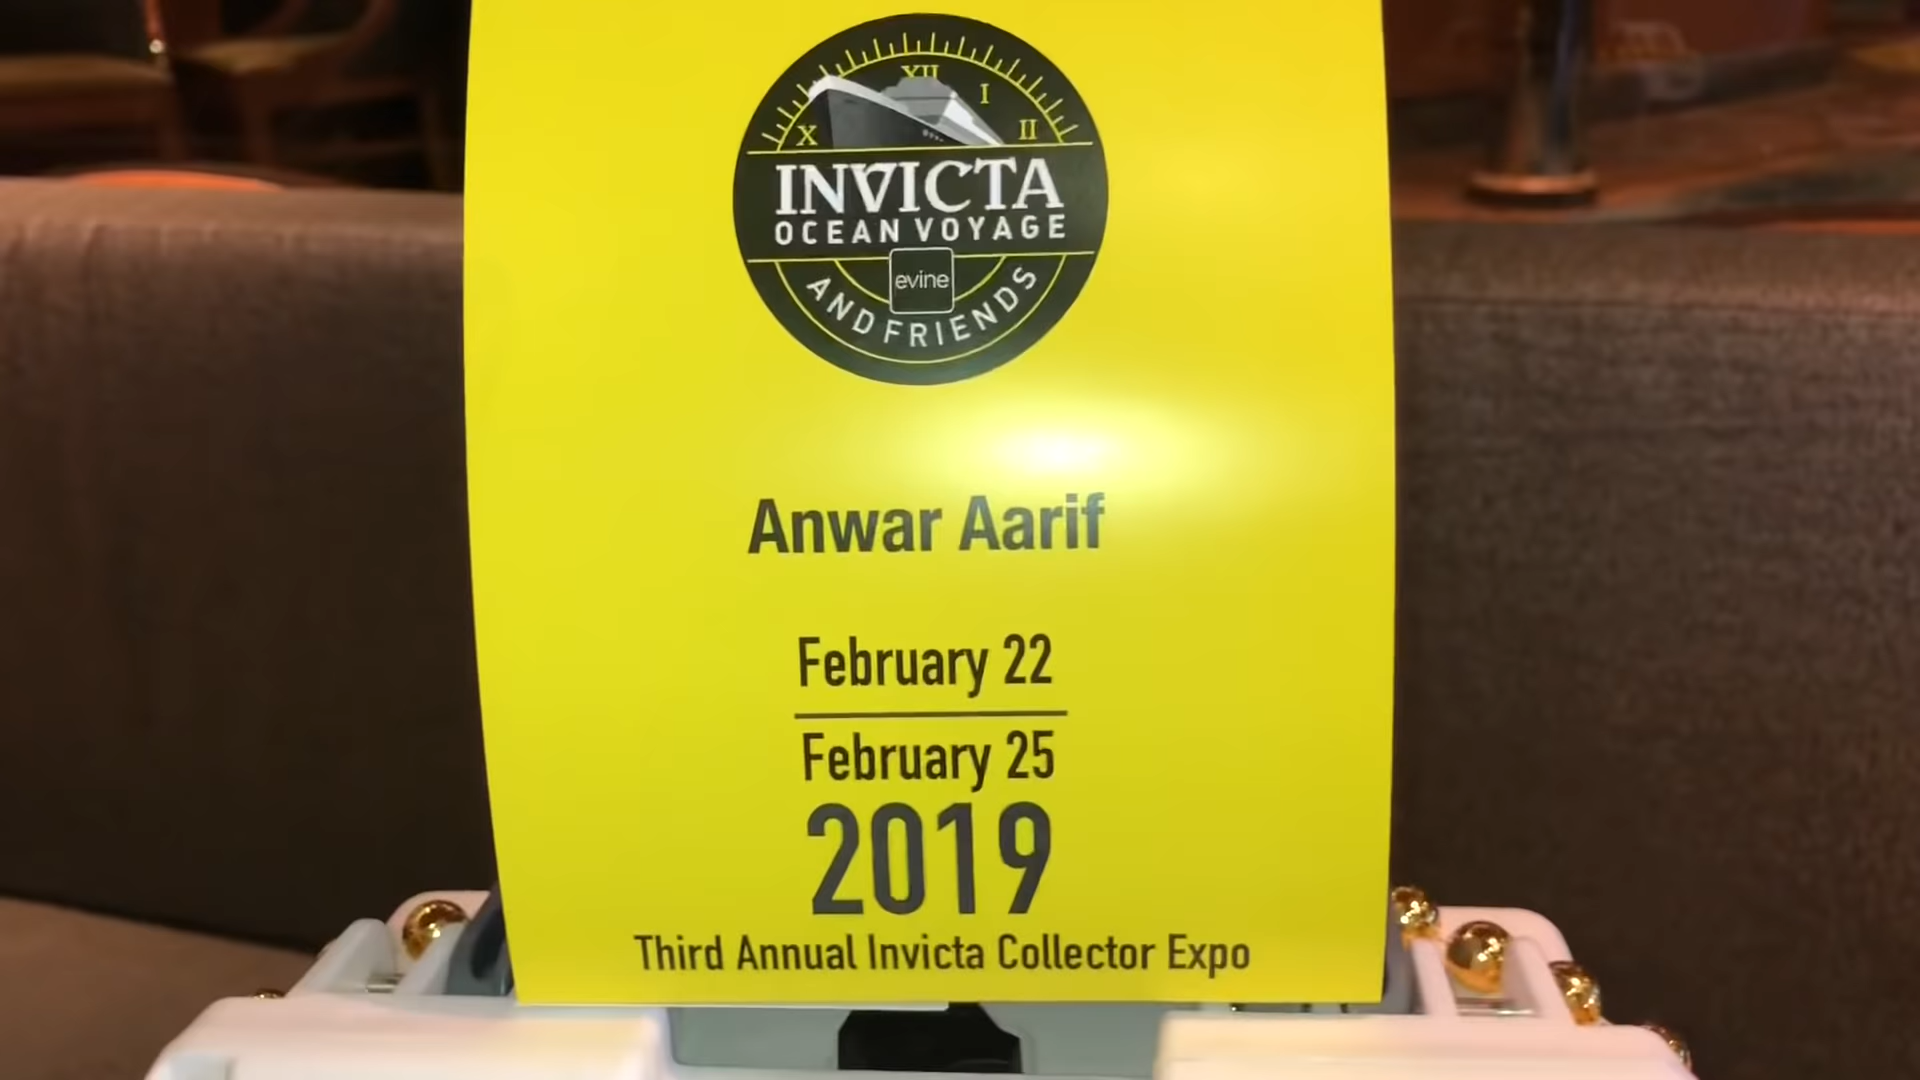 XII
I
X
II
INVICTA
OCEAN VOYAGE
evine
AND FRIENDS
Anwar Aarif
February 22
February 25
2019
Third Annual Invicta Collector Expo